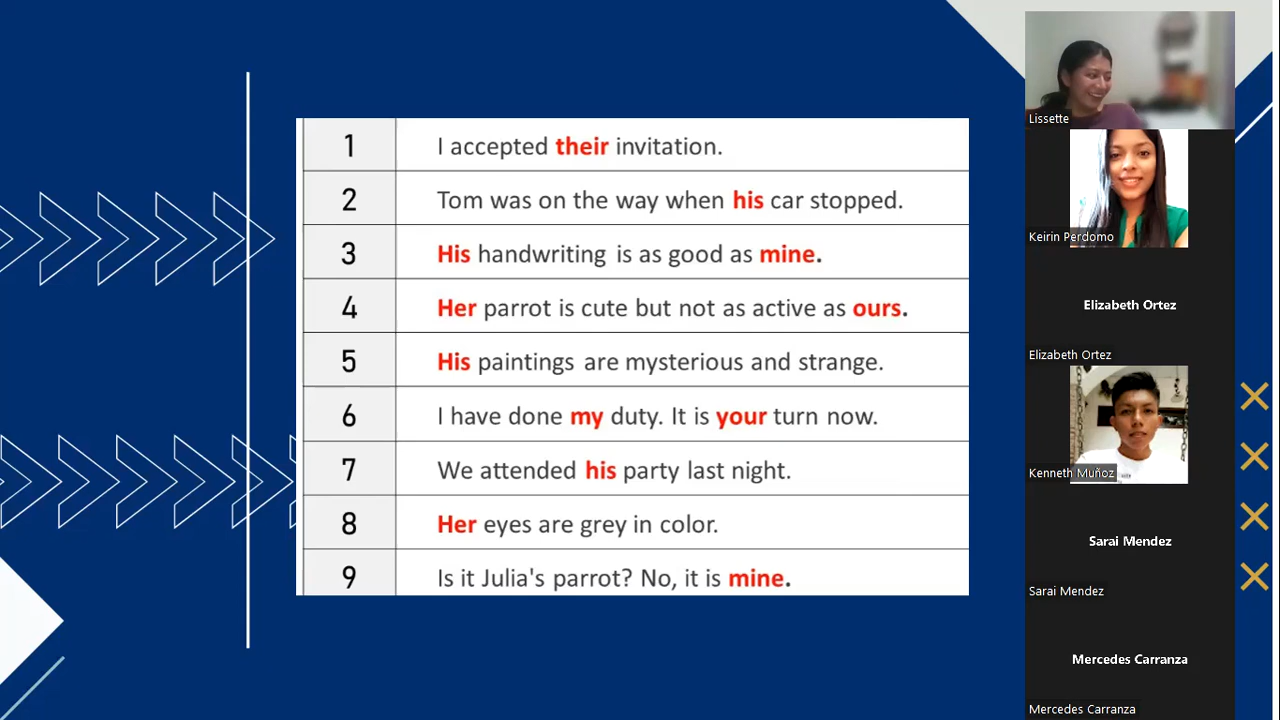 1 I accepted their invitation.
2 Tom was on the way when his car stopped.
3 His handwriting is as good as mine.
4 Her parrot is cute but not as active as ours.
5 His paintings are mysterious and strange.
6 I have done my duty. It is your turn now.
7 We attended his party last night.
8 Her eyes are grey in color.
9 Is it Julia's parrot? No, it is mine.
Lissette
Keirin Perdomo
Elizabeth Ortez
Elizabeth Ortez
Kenneth Muñoz
Sarai Mendez
Sarai Mendez
Mercedes Carranza
Mercedes Carranza